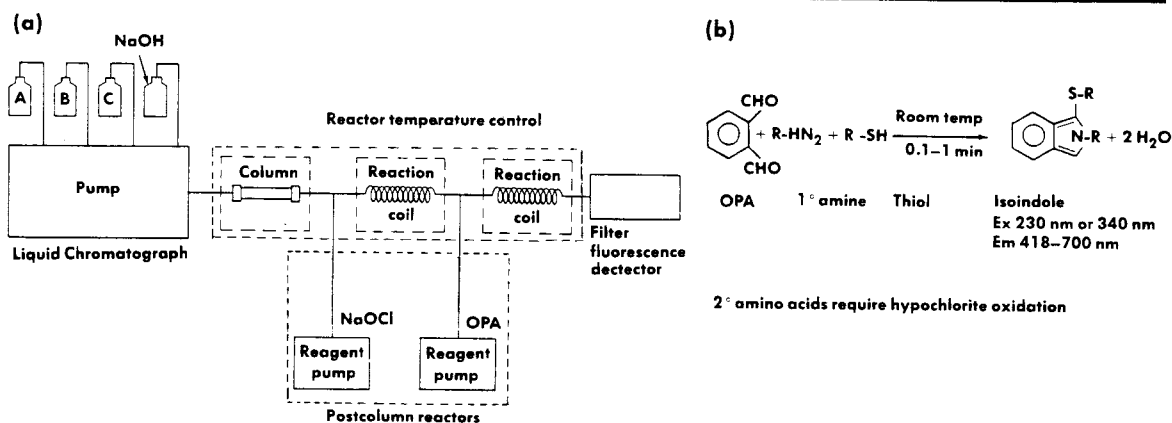 (a)
NaOH
A B C
Reactor temperature control
Pump
Column
Reaction
coil
Reaction
coil
Liquid Chromatograph
Filter
fluorescence
dectector
NaOCl
OPA
Reagent
pump
Reagent
pump
Postcolumn reactors
(b)
CHO
CHO
+ R-HN₂ + R -SH
Room temp
0.1–1 min
S-R
N-R + 2 H₂O
OPA 1° amine Thiol Isoindole
Ex 230 nm or 340 nm
Em 418–700 nm
2° amino acids require hypochlorite oxidation